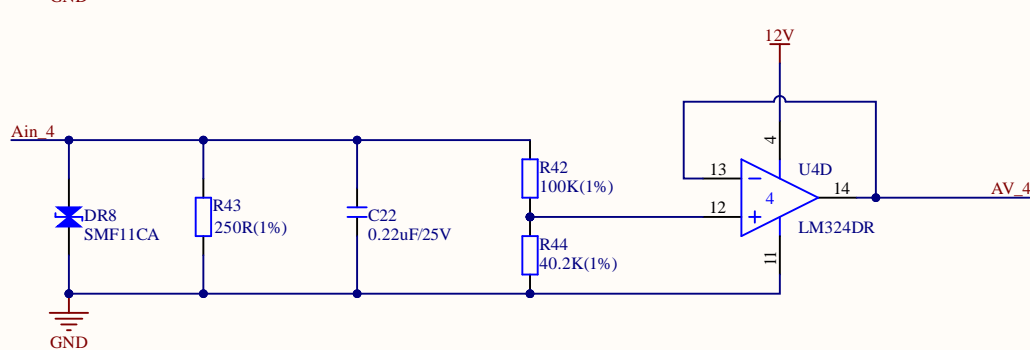 GND
12V
Ain_4
DR8
SMF11CA
R43
250R(1%)
C22
0.22uF/25V
R42
100K(1%)
R44
40.2K(1%)
13
12
4
4
11
U4D
14
LM324DR
AV_4
GND